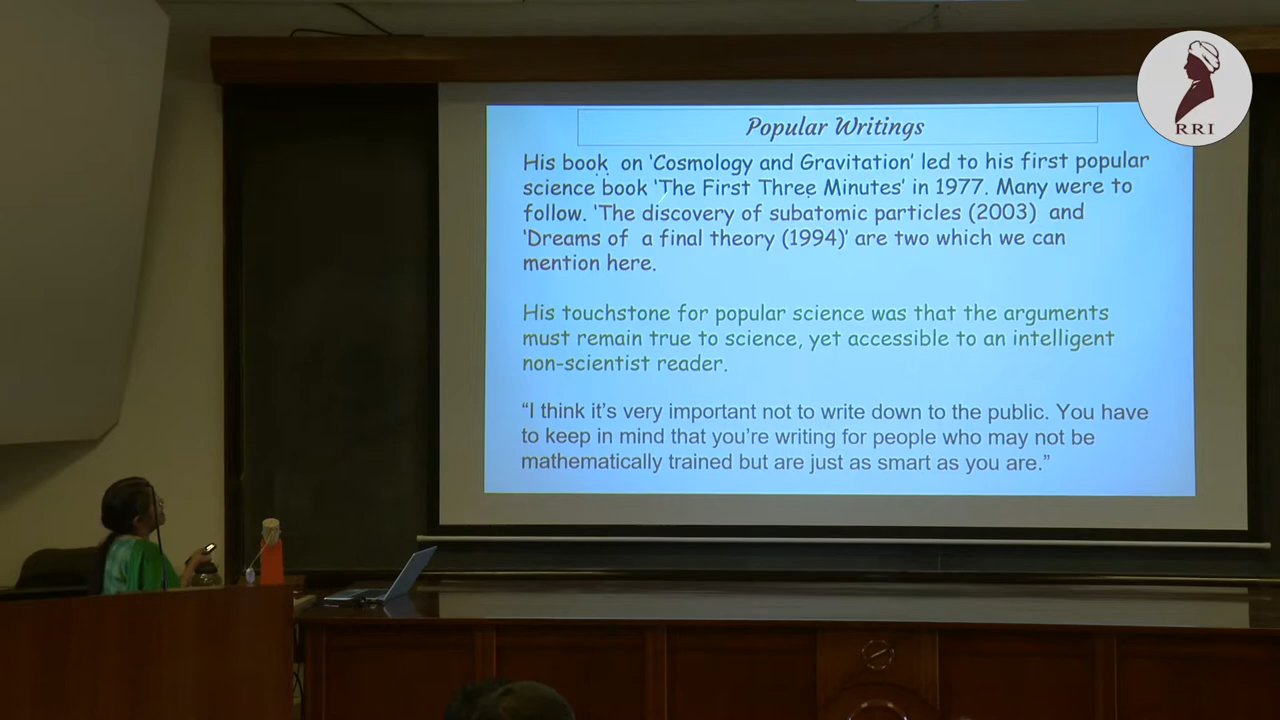 RRI
Popular Writings
His book on ‘Cosmology and Gravitation’ led to his first popular
science book ‘The First Three Minutes’ in 1977. Many were to
follow. ‘The discovery of subatomic particles (2003) and
‘Dreams of a final theory (1994)’ are two which we can
mention here.
His touchstone for popular science was that the arguments
must remain true to science, yet accessible to an intelligent
non-scientist reader.
“I think it’s very important not to write down to the public. You have
to keep in mind that you’re writing for people who may not be
mathematically trained but are just as smart as you are.”